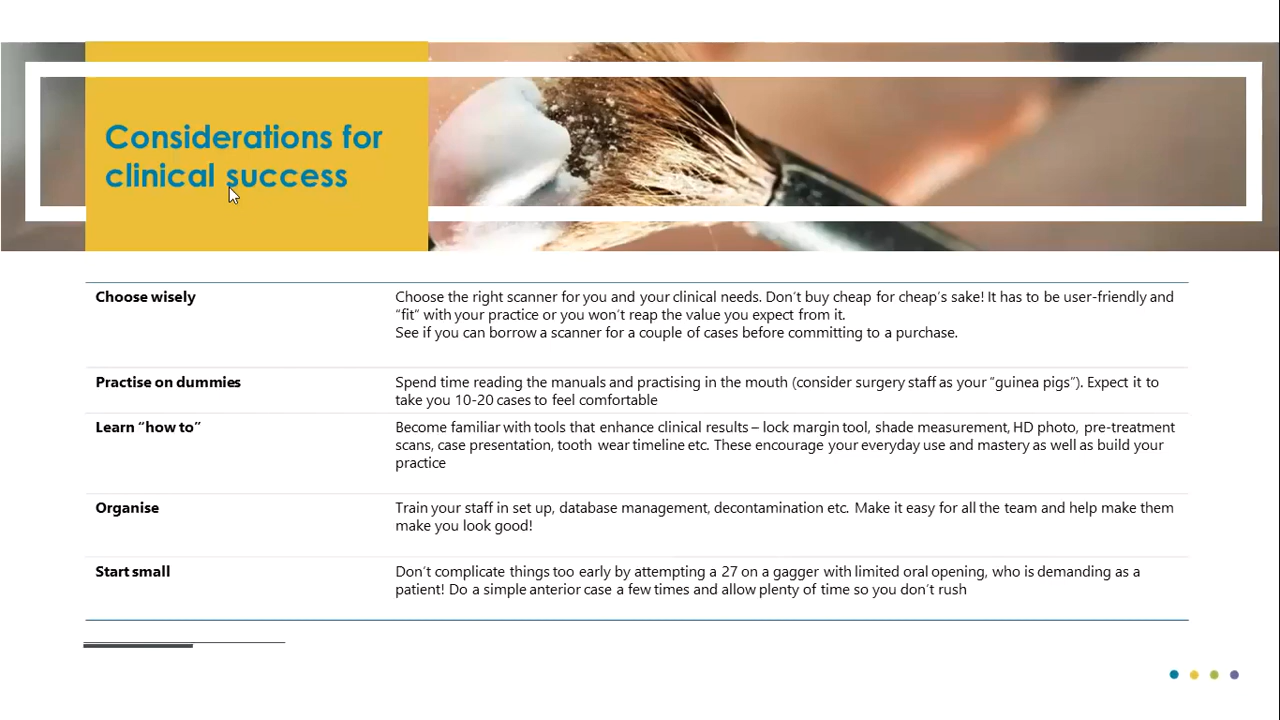 Considerations for
clinical success
Choose wisely
Choose the right scanner for you and your clinical needs. Don't buy cheap for cheap's sake! It has to be user-friendly and
"fit" with your practice or you won't reap the value you expect from it.
See if you can borrow a scanner for a couple of cases before committing to a purchase.
Practise on dummies
Spend time reading the manuals and practising in the mouth (consider surgery staff as your "guinea pigs"). Expect it to
take you 10-20 cases to feel comfortable
Learn "how to"
Become familiar with tools that enhance clinical results – lock margin tool, shade measurement, HD photo, pre-treatment
scans, case presentation, tooth wear timeline etc. These encourage your everyday use and mastery as well as build your
practice
Organise
Train your staff in set up, database management, decontamination etc. Make it easy for all the team and help make them
make you look good!
Start small
Don't complicate things too early by attempting a 27 on a gagger with limited oral opening, who is demanding as a
patient! Do a simple anterior case a few times and allow plenty of time so you don't rush